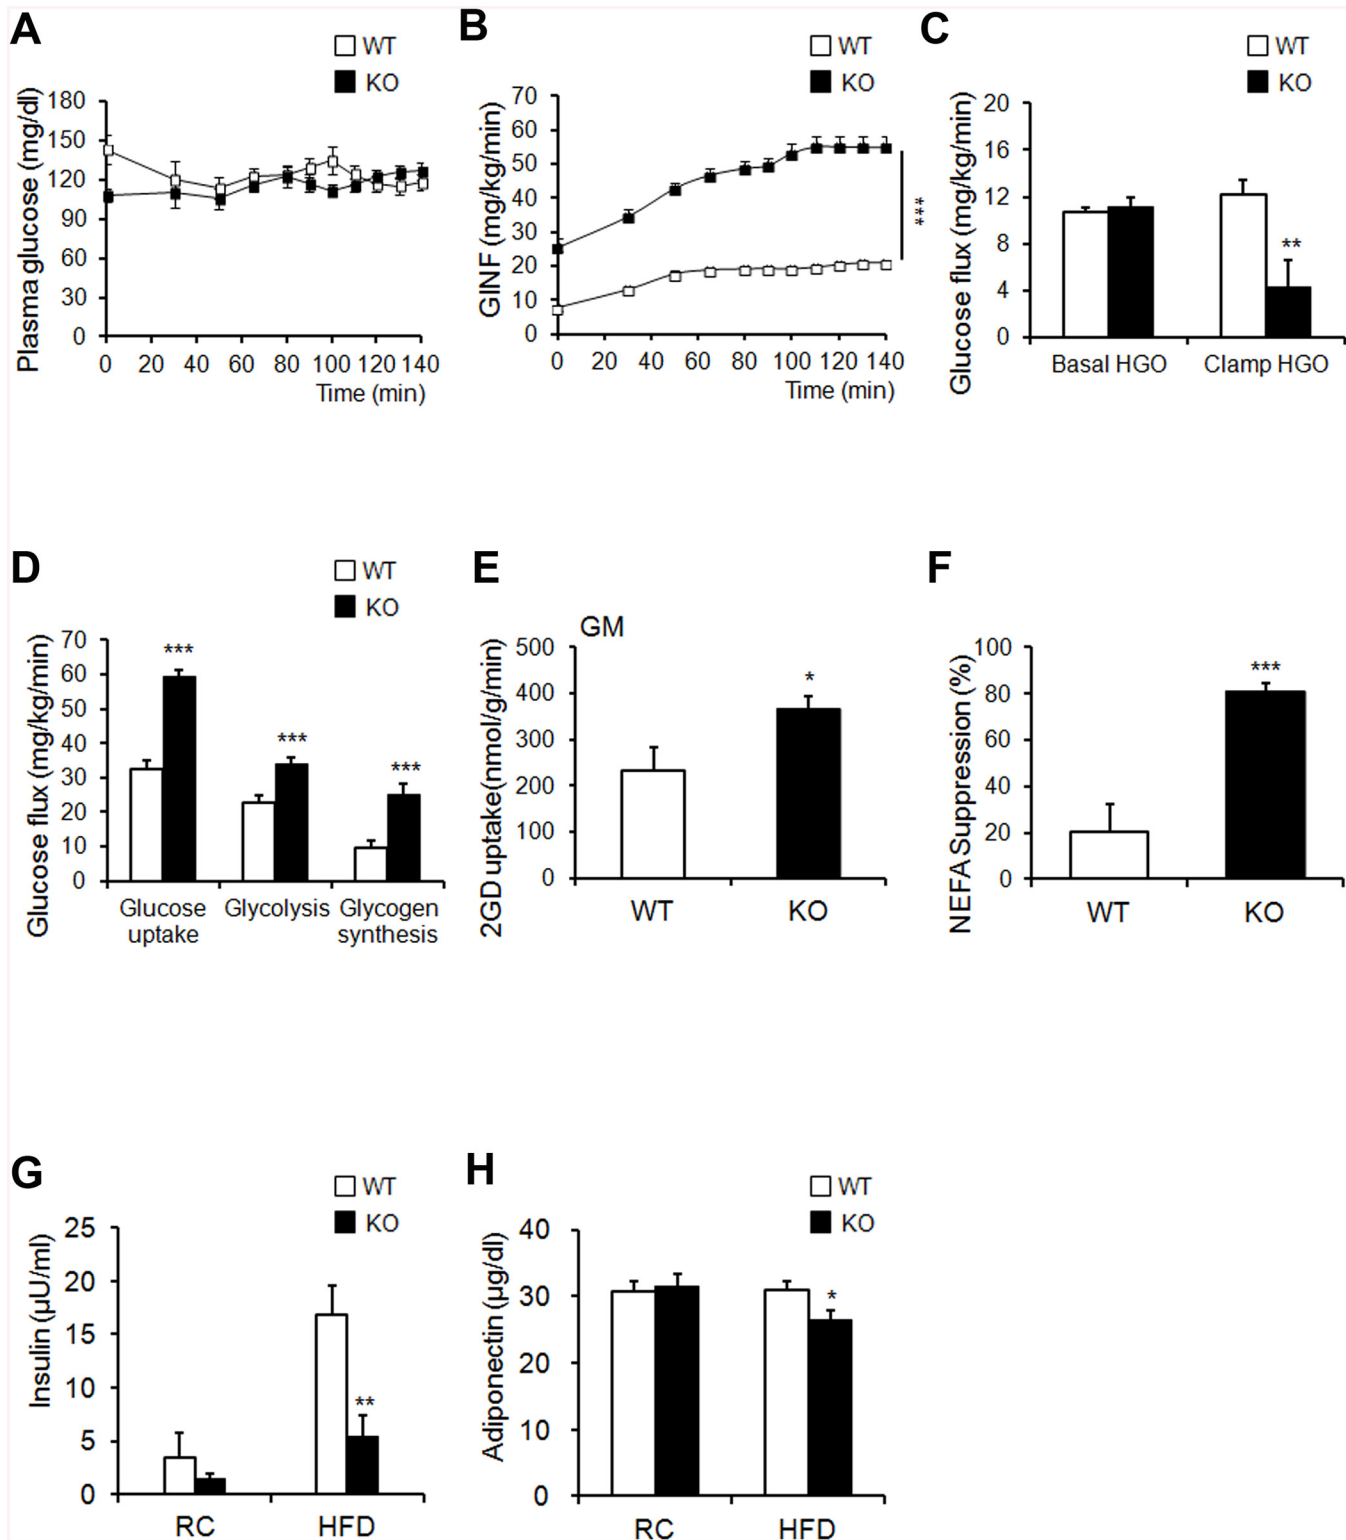 A
WT
KO
Plasma glucose (mg/dl)
180
150
120
90
60
30
0
0 20 40 60 80 100 120 140
Time (min)
B
WT
KO
GINF (mg/kg/min)
70
60
50
40
30
20
10
0
***
0 20 40 60 80 100 120 140
Time (min)
C
WT
KO
Glucose flux (mg/kg/min)
20
16
12
8
4
0
**
Basal HGO Clamp HGO
D
WT
KO
Glucose flux (mg/kg/min)
70
60
50
40
30
20
10
0
***
***
***
Glucose uptake
Glycolysis
Glycogen synthesis
E
GM
2GD uptake(nmol/g/min)
500
400
300
200
100
0
*
WT KO
F
NEFA Suppression (%)
100
80
60
40
20
0
***
WT KO
G
WT
KO
Insulin (µU/ml)
25
20
15
10
5
0
**
RC HFD
H
WT
KO
Adiponectin (µg/dl)
40
30
20
10
0
*
RC HFD